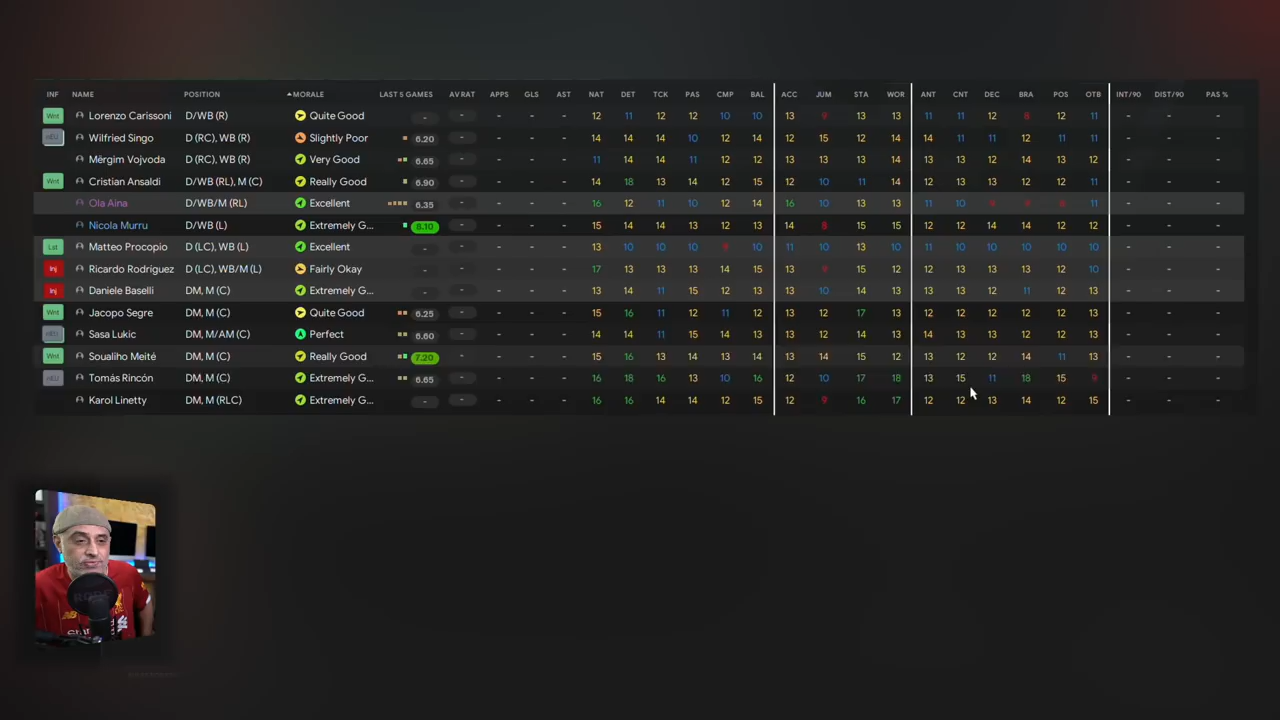 INF NAME POSITION MORALE LAST 5 GAMES AV RAT APPS GLS AST NAT DET TCK PAS CMP BAL ACC JUM STA WOR ANT CNT DEC BRA POS OTB INT/90 DIST/90 PAS %
Wnt Lorenzo Carissoni D/WB (R) Quite Good - - - - - 12 11 12 12 10 10 13 9 13 13 11 11 12 8 12 11 - - -
Wilfried Singo D (RC), WB (R) Slightly Poor 6.20 - - - - 14 14 14 10 12 12 12 15 12 14 14 11 11 12 11 11 - - -
Mërgim Vojvoda D (RC), WB (R) Very Good 6.65 - - - - 11 14 14 11 12 12 13 13 13 14 13 13 12 14 13 12 - - -
Wnt Cristian Ansaldi D/WB (RL), M (C) Really Good 6.90 - - - - 14 18 13 14 12 15 12 10 11 14 12 13 13 12 12 11 - - -
Ola Aina D/WB/M (RL) Excellent 6.35 - - - - 16 12 11 10 12 14 16 10 13 13 11 10 11 - - -
Nicola Murru D/WB (L) Extremely G... 8.10 - - - - 15 14 14 13 12 13 14 8 15 15 12 12 14 14 12 12 - - -
Lst Matteo Procopio D (LC), WB (L) Excellent - - - - - 13 10 10 10 9 10 11 10 13 10 11 10 10 10 10 10 - - -
Inj Ricardo Rodríguez D (LC), WB/M (L) Fairly Okay - - - - - 17 13 13 13 14 15 13 9 15 12 12 13 13 13 12 10 - - -
Inj Daniele Baselli DM, M (C) Extremely G... - - - - - 13 14 11 15 12 13 13 10 14 13 13 13 12 11 12 13 - - -
Wnt Jacopo Segre DM, M (C) Quite Good 6.25 - - - - 15 16 11 12 11 12 13 12 17 13 12 12 12 12 12 12 - - -
Sasa Lukic DM, M/AM (C) Perfect 6.60 - - - - 14 14 11 15 14 13 13 12 14 13 14 13 13 12 12 13 - - -
Wnt Soualiho Meité DM, M (C) Really Good 7.20 - - - - 15 16 13 14 13 14 13 14 15 12 13 12 12 14 11 13 - - -
Tomás Rincón DM, M (C) Extremely G... 6.65 - - - - 16 18 16 13 10 16 12 10 17 18 13 15 11 18 15 9 - - -
Karol Linetty DM, M (RLC) Extremely G... - - - - - 16 16 14 14 12 12 12 9 16 17 12 12 13 14 12 15 - - -